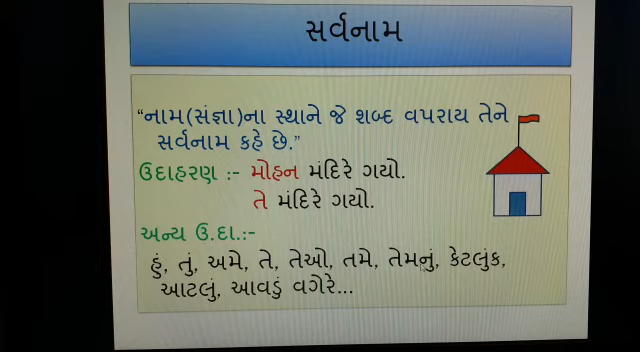 સર્વનામ
“નામ(સંજ્ઞા)ના સ્થાને જે શબ્દ વપરાય તેને
સર્વનામ કહે છે.”
ઉદાહરણ :- મોહન મંદિરે ગયો.
તે મંદિરે ગયો.
અન્ય ઉ.દા.:-
હું, તું, અમે, તે, તેઓ, તમે, તેમનું, કેટલુંક,
આટલું, આવડું વગેરે...